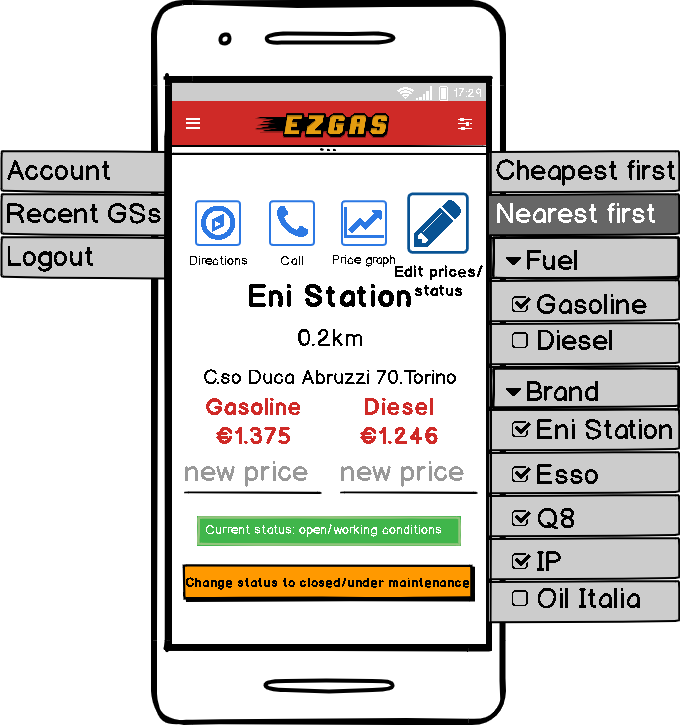 17:29
EZGAS
Account
Recent GSs
Logout
Directions
Call
Price graph
Edit prices/
status
Eni Station
0.2km
C.so Duca Abruzzi 70.Torino
Gasoline Diesel
€1.375 €1.246
new price new price
Current status: open/working conditions
Change status to closed/under maintenance
Cheapest first
Nearest first
Fuel
Gasoline
Diesel
Brand
Eni Station
Esso
Q8
IP
Oil Italia